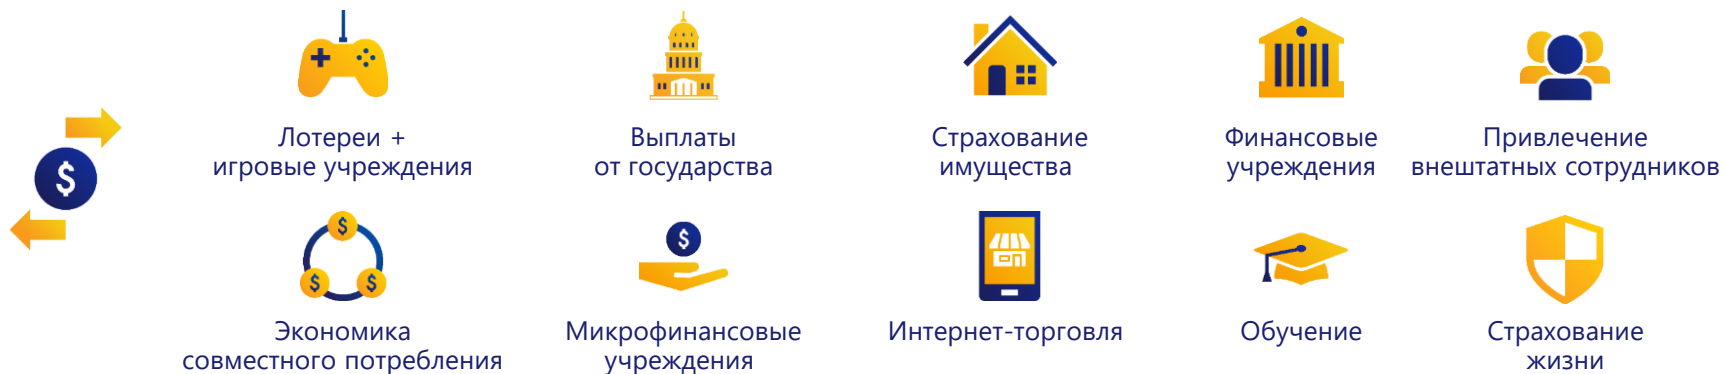 $
Лотереи +
игровые учреждения
Выплаты
от государства
Страхование
имущества
Финансовые
учреждения
Привлечение
внештатных сотрудников
$
$
$
Экономика
совместного потребления
$
Микрофинансовые
учреждения
Интернет-торговля
Обучение
Страхование
жизни